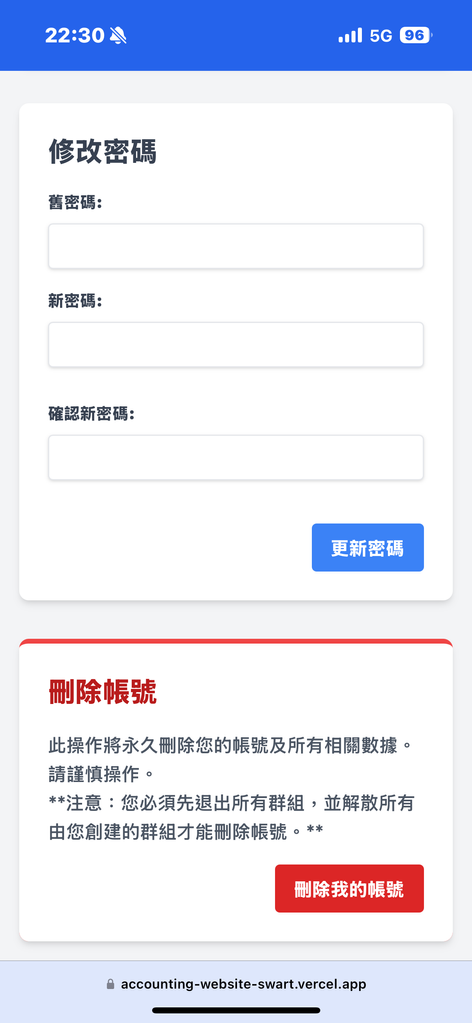 22:30
5G 96
修改密碼
舊密碼:
新密碼:
確認新密碼:
更新密碼
刪除帳號
此操作將永久刪除您的帳號及所有相關數據。
請謹慎操作。
**注意：您必須先退出所有群組，並解散所有
由您創建的群組才能刪除帳號。**
刪除我的帳號
accounting-website-swart.vercel.app